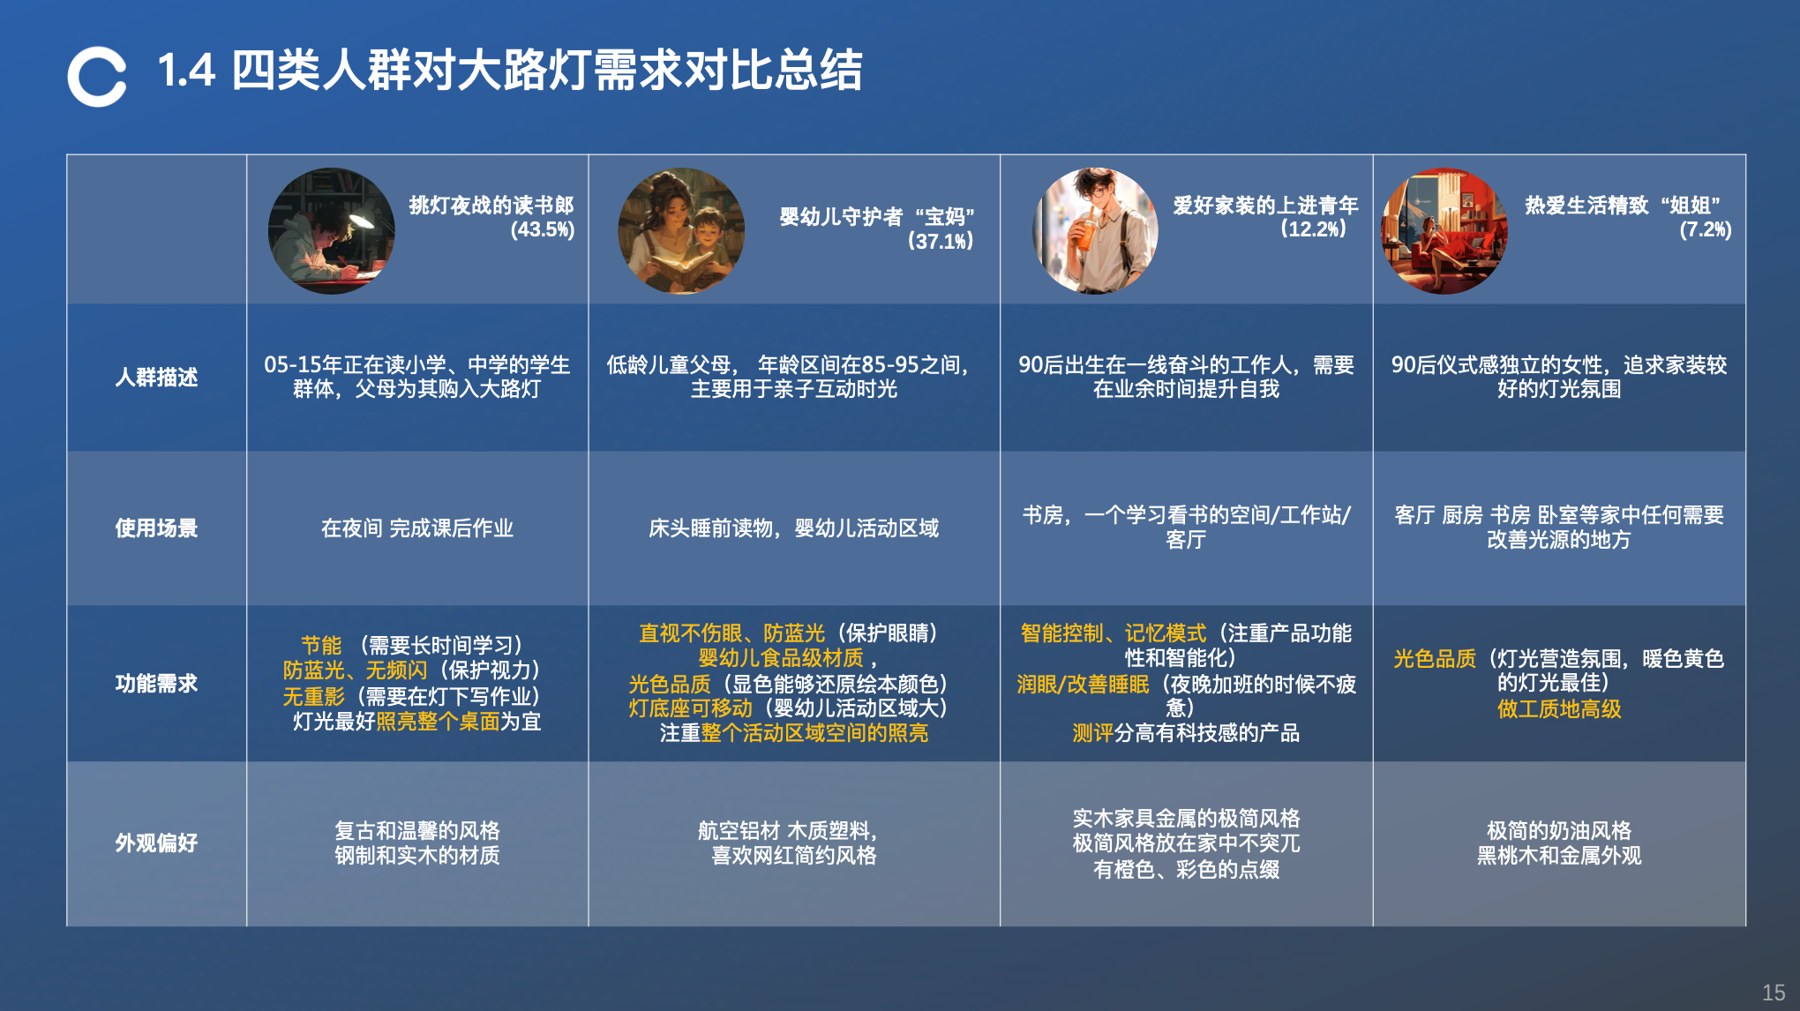 1.4 四类人群对大路灯需求对比总结
挑灯夜战的读书郎
(43.5%)
婴幼儿守护者“宝妈”
(37.1%)
爱好家装的上进青年
(12.2%)
热爱生活精致“姐姐”
(7.2%)
人群描述
05-15年正在读小学、中学的学生
群体，父母为其购入大路灯
低龄儿童父母， 年龄区间在85-95之间，
主要用于亲子互动时光
90后出生在一线奋斗的工作人，需要
在业余时间提升自我
90后仪式感独立的女性，追求家装较
好的灯光氛围
使用场景
在夜间 完成课后作业
床头睡前读物，婴幼儿活动区域
书房，一个学习看书的空间/工作站/
客厅
客厅 厨房 书房 卧室等家中任何需要
改善光源的地方
功能需求
节能 （需要长时间学习）
防蓝光、无频闪（保护视力）
无重影（需要在灯下写作业）
灯光最好照亮整个桌面为宜
直视不伤眼、防蓝光（保护眼睛）
婴幼儿食品级材质 ，
光色品质（显色能够还原绘本颜色）
灯底座可移动（婴幼儿活动区域大）
注重整个活动区域空间的照亮
智能控制、记忆模式（注重产品功能
性和智能化）
润眼/改善睡眠（夜晚加班的时候不疲
惫）
测评分高有科技感的产品
光色品质（灯光营造氛围，暖色黄色
的灯光最佳）
做工质地高级
外观偏好
复古和温馨的风格
钢制和实木的材质
航空铝材 木质塑料，
喜欢网红简约风格
实木家具金属的极简风格
极简风格放在家中不突兀
有橙色、彩色的点缀
极简的奶油风格
黑桃木和金属外观
15